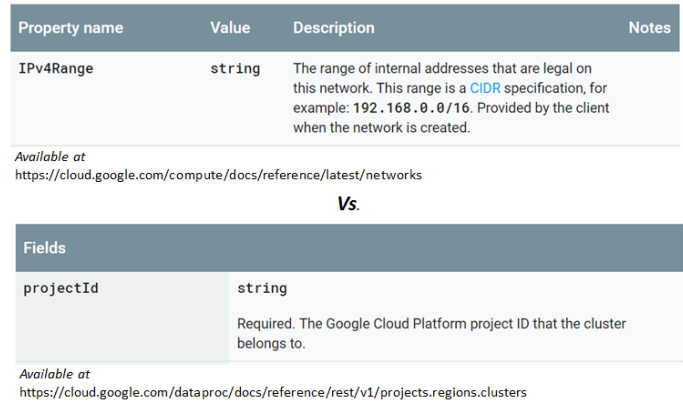 Property name Value Description Notes
IPv4Range string The range of internal addresses that are legal on
this network. This range is a CIDR specification, for
example: 192.168.0.0/16. Provided by the client
when the network is created.
Available at
https://cloud.google.com/compute/docs/reference/latest/networks
Vs.
Fields
projectId string
Required. The Google Cloud Platform project ID that the cluster
belongs to.
Available at
https://cloud.google.com/dataproc/docs/reference/rest/v1/projects.regions.clusters